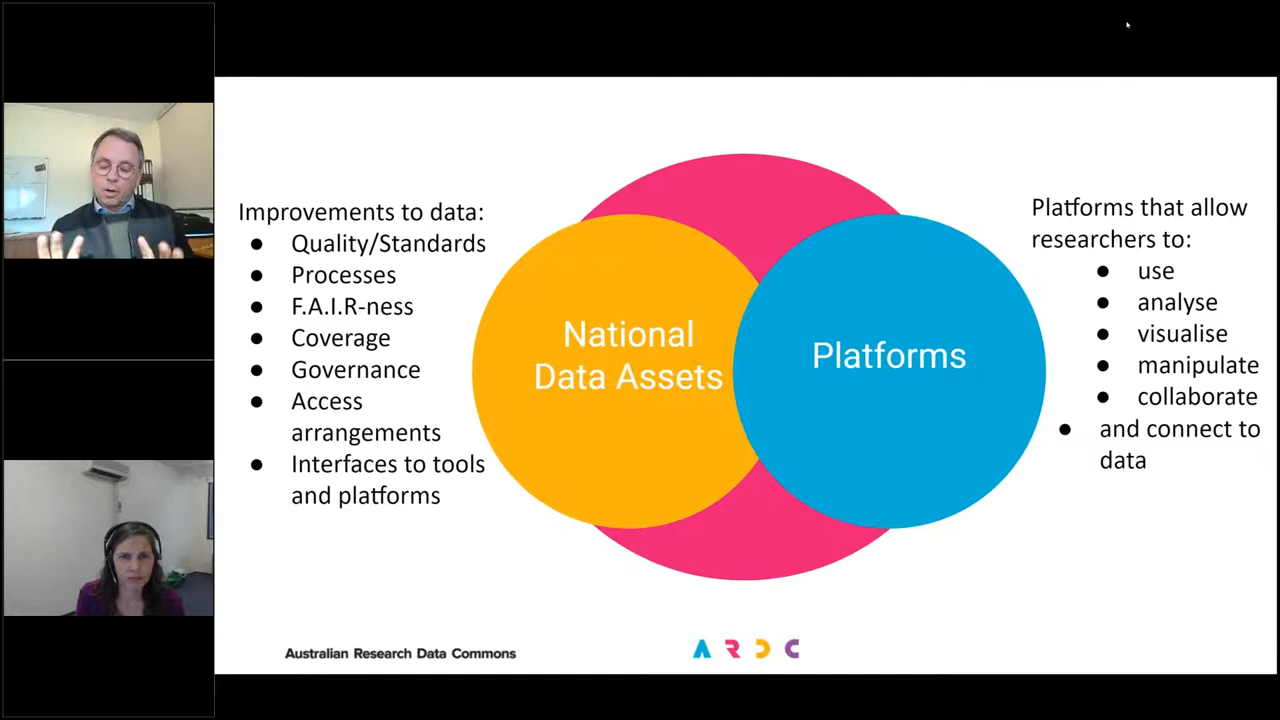 Improvements to data:
● Quality/Standards
● Processes
● F.A.I.R-ness
● Coverage
● Governance
● Access
arrangements
● Interfaces to tools
and platforms
National
Data Assets
Platforms
Platforms that allow
researchers to:
● use
● analyse
● visualise
● manipulate
● collaborate
● and connect to
data
Australian Research Data Commons
ARDC